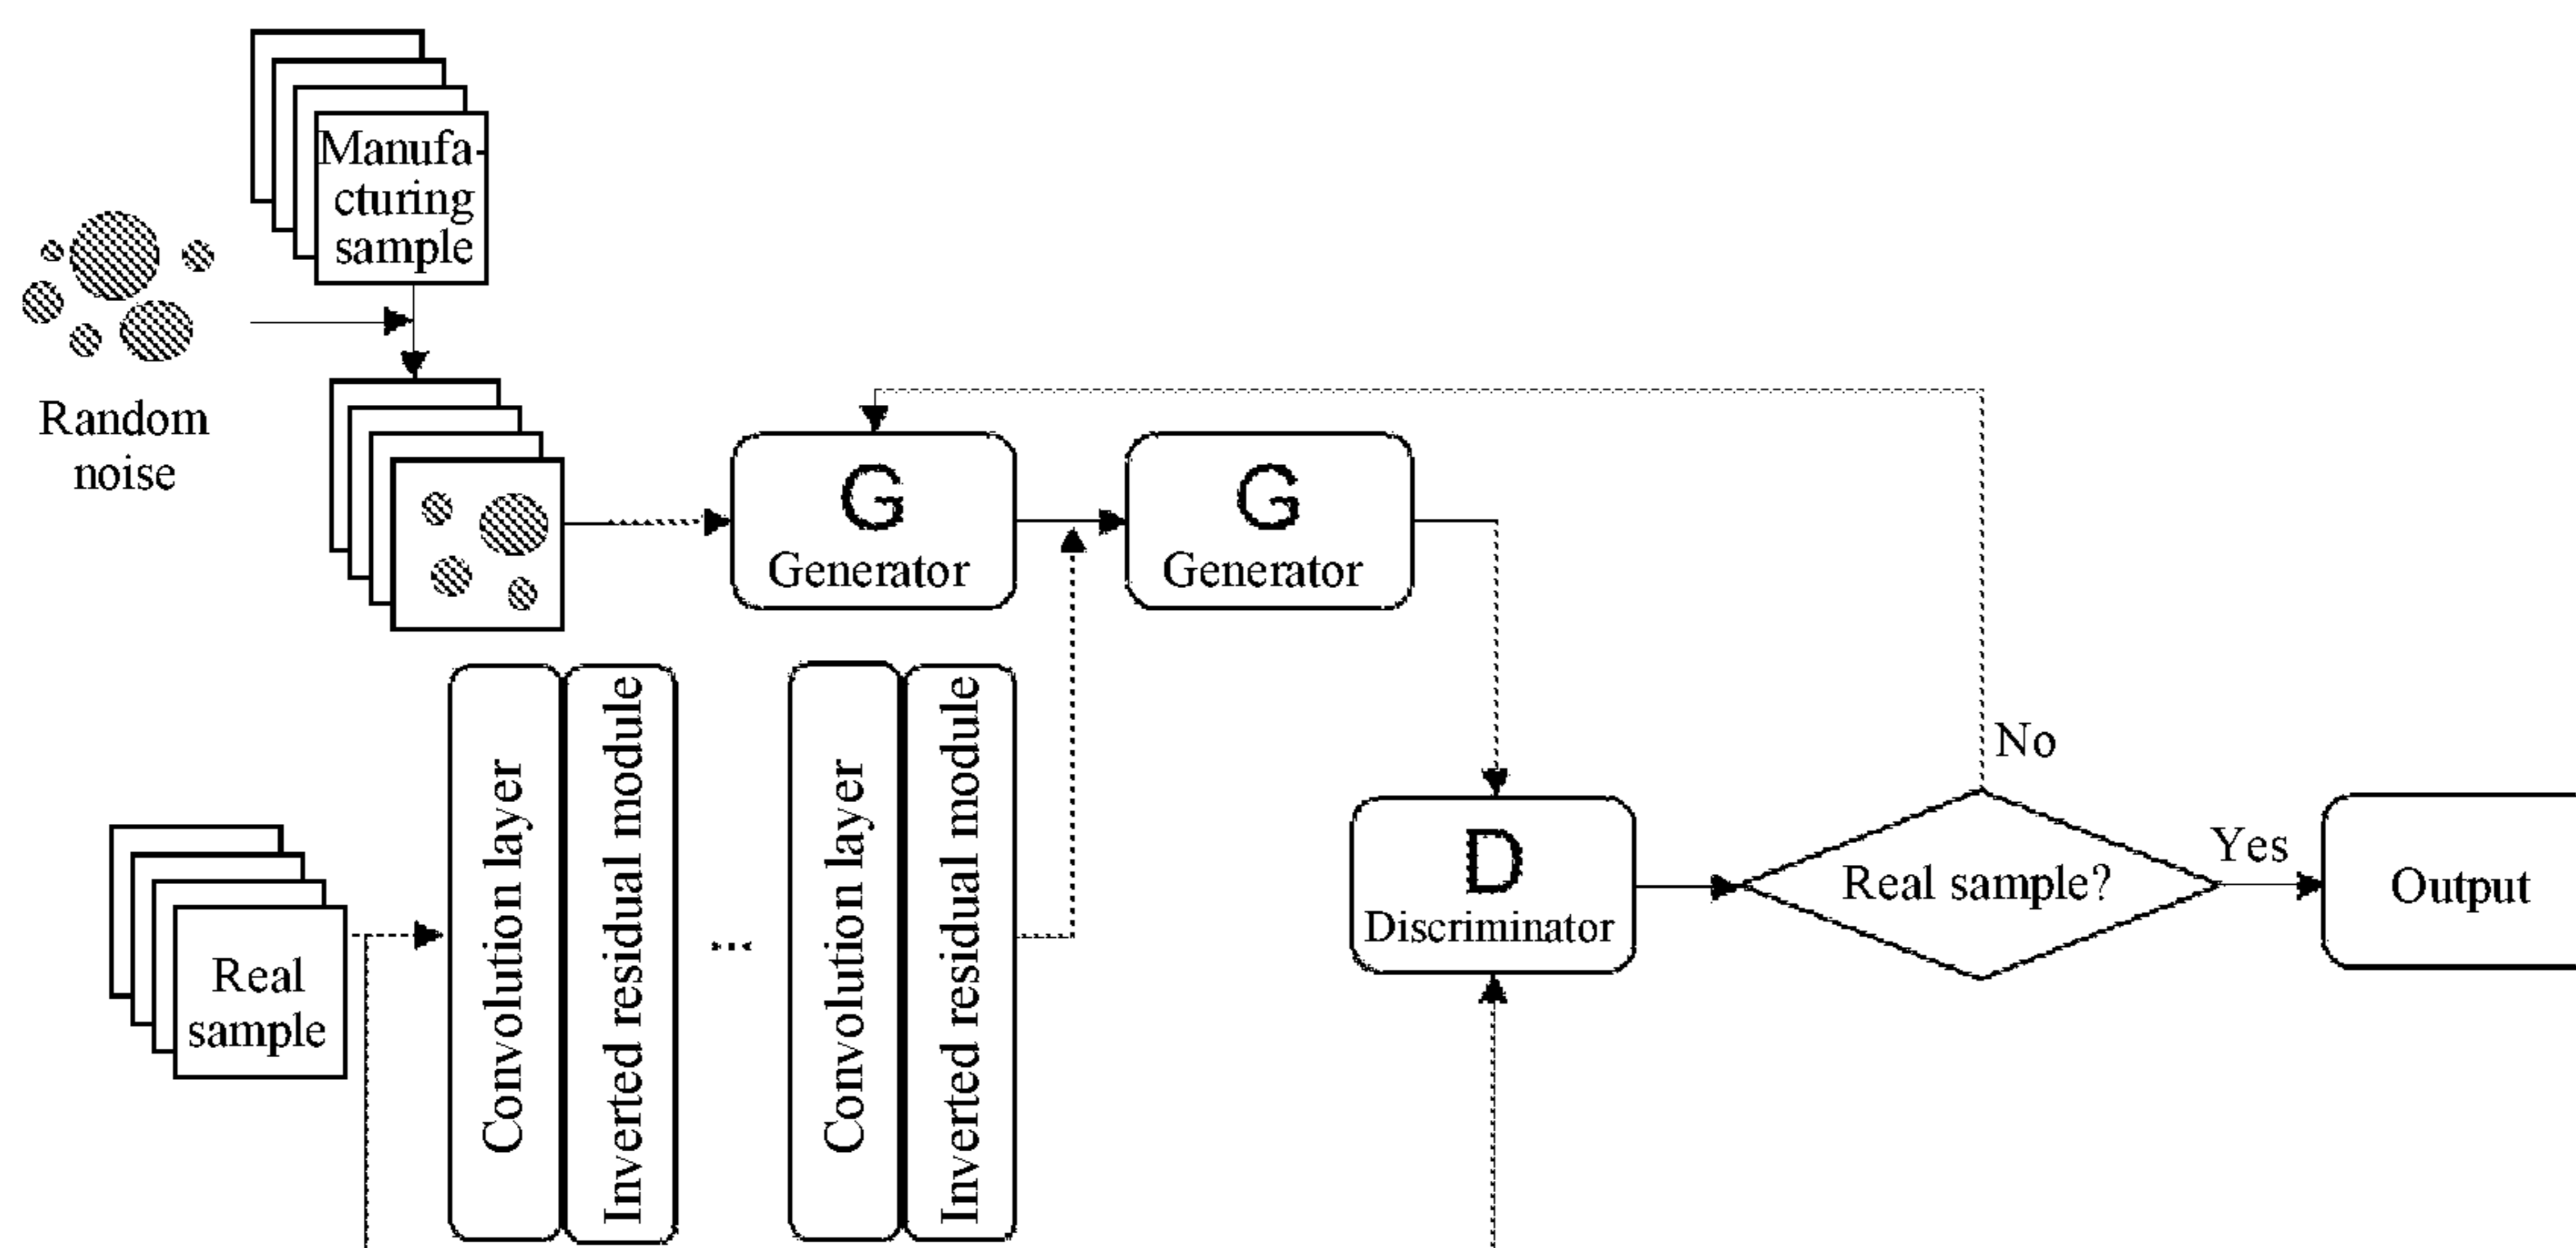 Manufa-
cturing
sample
Random
noise
G
Generator
G
Generator
Convolution layer
Inverted residual module
...
Convolution layer
Inverted residual module
Real
sample
D
Discriminator
Real sample?
No
Yes
Output